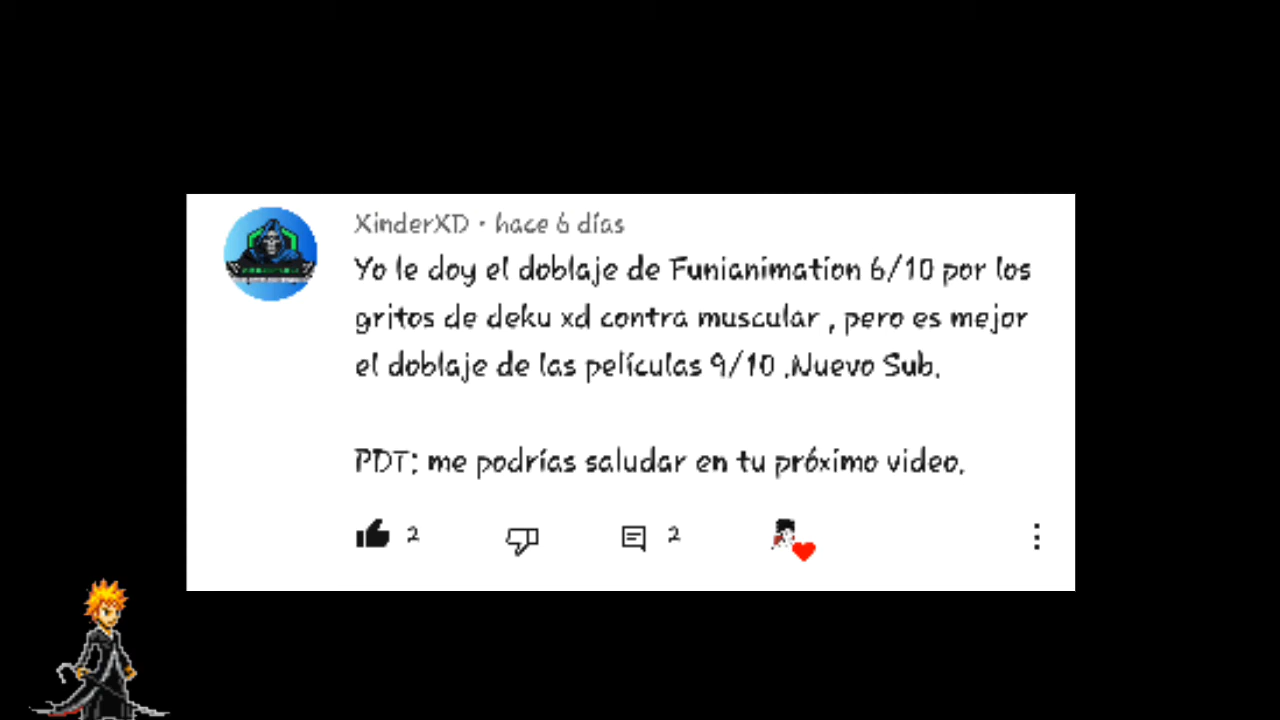 XinderXD · hace 6 días
Yo le doy el doblaje de Funianimation 6/10 por los
gritos de deku xd contra muscular , pero es mejor
el doblaje de las películas 9/10 .Nuevo Sub.
PDT: me podrías saludar en tu próximo video.
2 2